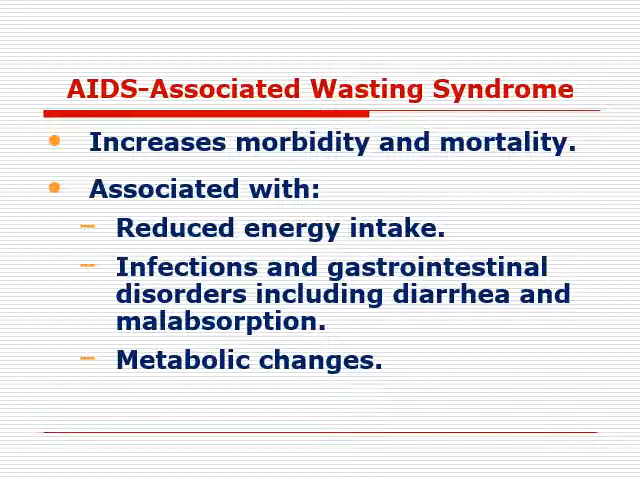 AIDS-Associated Wasting Syndrome
• Increases morbidity and mortality.
• Associated with:
– Reduced energy intake.
– Infections and gastrointestinal
disorders including diarrhea and
malabsorption.
– Metabolic changes.